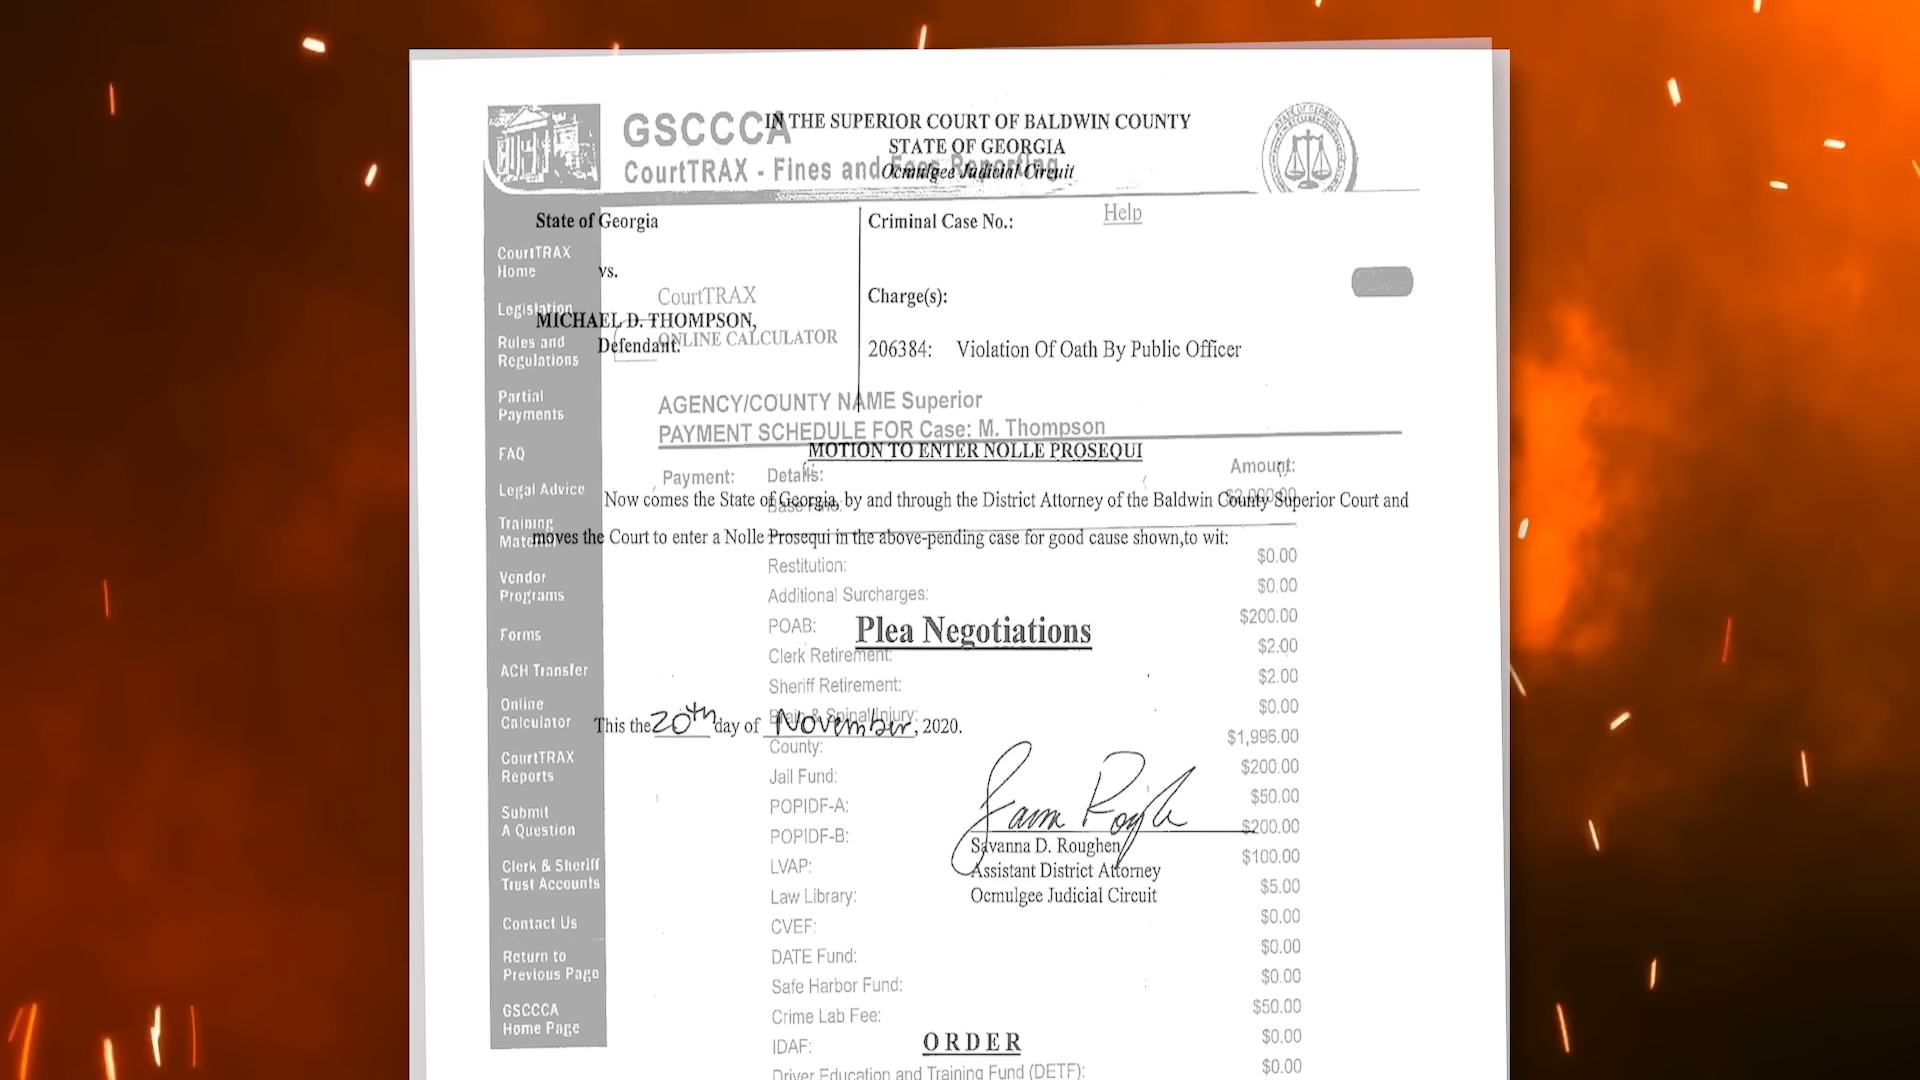 GSCCCA
CourtTRAX - Fines and Fees Reporting
IN THE SUPERIOR COURT OF BALDWIN COUNTY
STATE OF GEORGIA
Ocmulgee Judicial Circuit
Help
State of Georgia
vs.
MICHAEL D. THOMPSON,
Defendant.
Criminal Case No.:
Charge(s):
206384: Violation Of Oath By Public Officer
MOTION TO ENTER NOLLE PROSEQUI
Now comes the State of Georgia, by and through the District Attorney of the Baldwin County Superior Court and
moves the Court to enter a Nolle Prosequi in the above-pending case for good cause shown,to wit:
Plea Negotiations
This the 20th day of November, 2020.
Savanna D. Roughen
Assistant District Attorney
Ocmulgee Judicial Circuit
ORDER
CourtTRAX
Home
Legislation
Rules and
Regulations
Partial
Payments
FAQ
Legal Advice
Training
Material
Vendor
Programs
Forms
ACH Transfer
Online
Calculator
CourtTRAX
Reports
Submit
A Question
Clerk & Sheriff
Trust Accounts
Contact Us
Return to
Previous Page
GSCCCA
Home Page
CourtTRAX
ONLINE CALCULATOR
AGENCY/COUNTY NAME Superior
PAYMENT SCHEDULE FOR Case: M. Thompson
Payment: Details: Amount:
Base Fine: $2,000.00
Restitution: $0.00
Additional Surcharges: $0.00
POAB: $200.00
Clerk Retirement: $2.00
Sheriff Retirement: $2.00
Brain & Spinal Injury: $0.00
County: $1,996.00
Jail Fund: $200.00
POPIDF-A: $50.00
POPIDF-B: $200.00
LVAP: $100.00
Law Library: $5.00
CVEF: $0.00
DATE Fund: $0.00
Safe Harbor Fund: $0.00
Crime Lab Fee: $50.00
IDAF: $0.00
Driver Education and Training Fund (DETF): $0.00